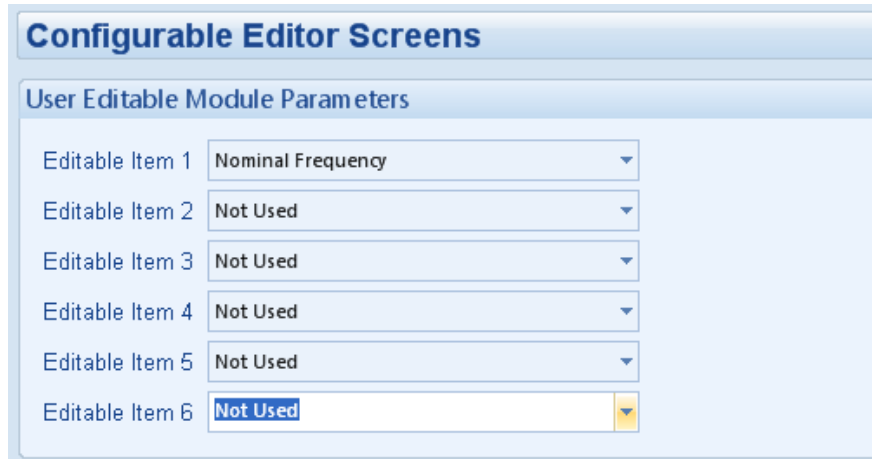 Configurable Editor Screens
User Editable Module Parameters
Editable Item 1 Nominal Frequency
Editable Item 2 Not Used
Editable Item 3 Not Used
Editable Item 4 Not Used
Editable Item 5 Not Used
Editable Item 6 Not Used